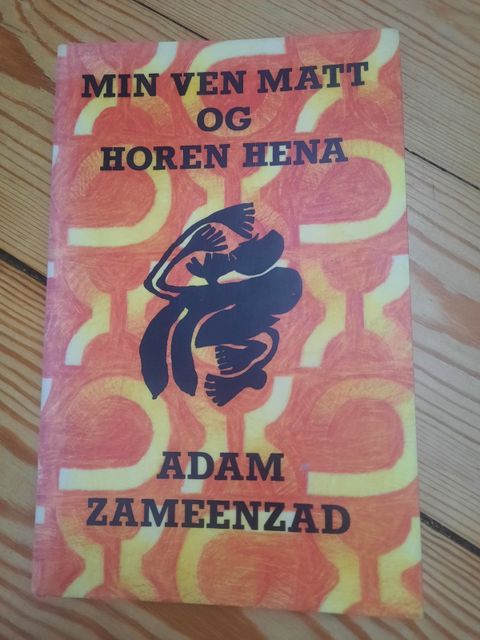 MIN VEN MATT
OG
HOREN HENA
ADAM
ZAMEENZAD